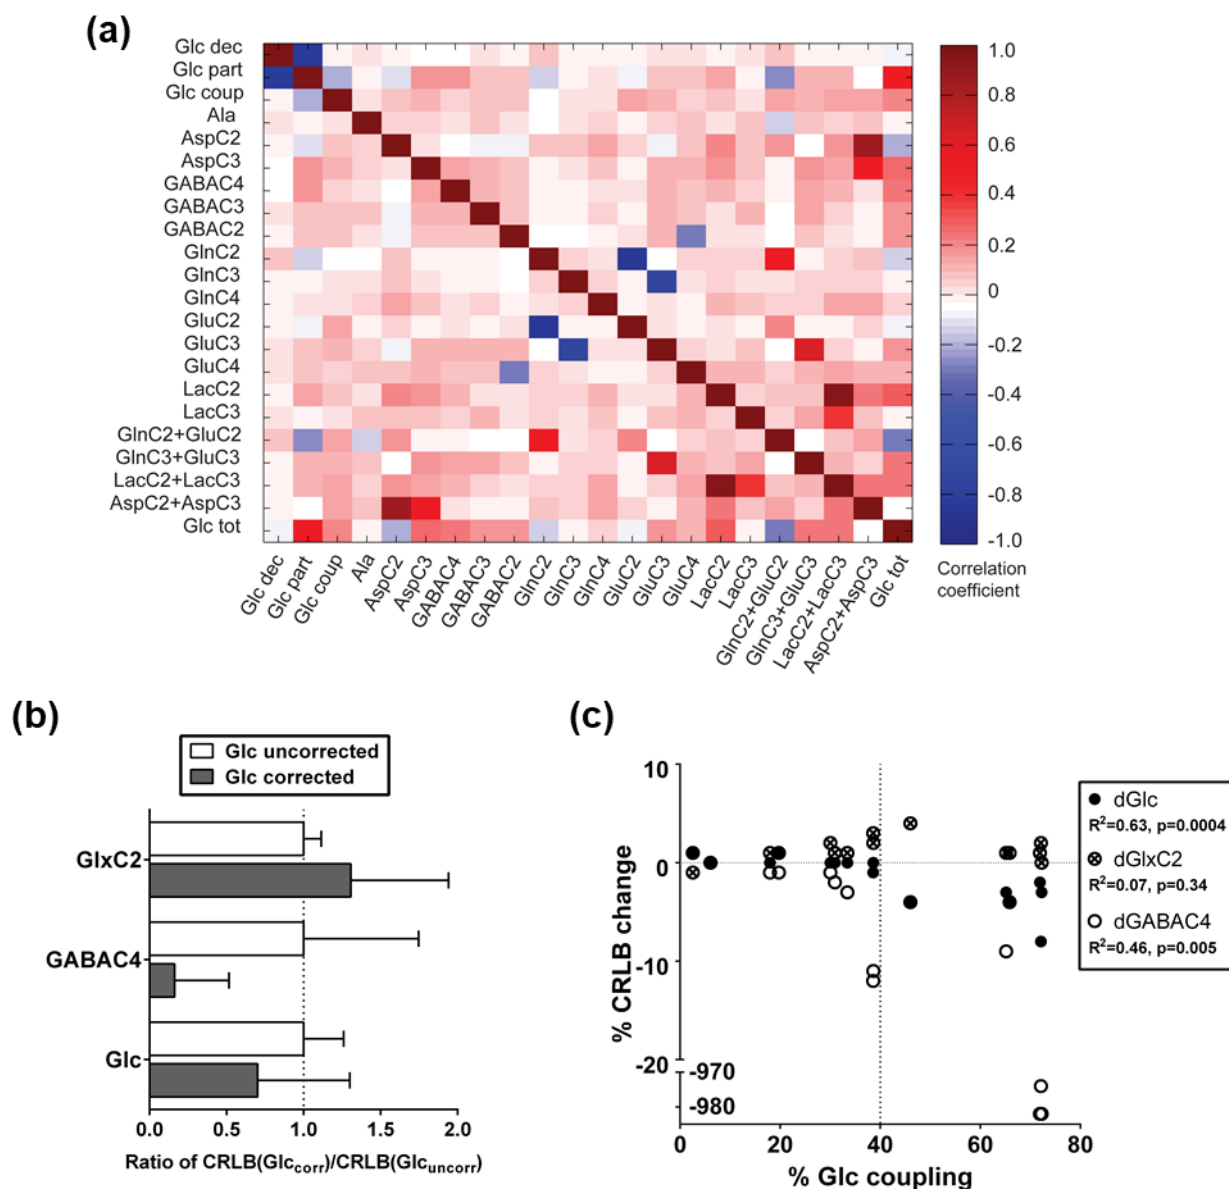 (a)
Glc dec
Glc part
Glc coup
Ala
AspC2
AspC3
GABAC4
GABAC3
GABAC2
GlnC2
GlnC3
GlnC4
GluC2
GluC3
GluC4
LacC2
LacC3
GlnC2+GluC2
GlnC3+GluC3
LacC2+LacC3
AspC2+AspC3
Glc tot
Glc dec
Glc part
Glc coup
Ala
AspC2
AspC3
GABAC4
GABAC3
GABAC2
GlnC2
GlnC3
GlnC4
GluC2
GluC3
GluC4
LacC2
LacC3
GlnC2+GluC2
GlnC3+GluC3
LacC2+LacC3
AspC2+AspC3
Glc tot
1.0
0.8
0.6
0.4
0.2
0
-0.2
-0.4
-0.6
-0.8
-1.0
Correlation
coefficient
(b)
Glc uncorrected
Glc corrected
GlxC2
GABAC4
Glc
0.0 0.5 1.0 1.5 2.0
Ratio of CRLB(Glccorr)/CRLB(Glcuncorr)
(c)
% CRLB change
10
0
-10
-20
-970
-980
0 20 40 60 80
% Glc coupling
dGlc
R²=0.63, p=0.0004
dGlxC2
R²=0.07, p=0.34
dGABAC4
R²=0.46, p=0.005